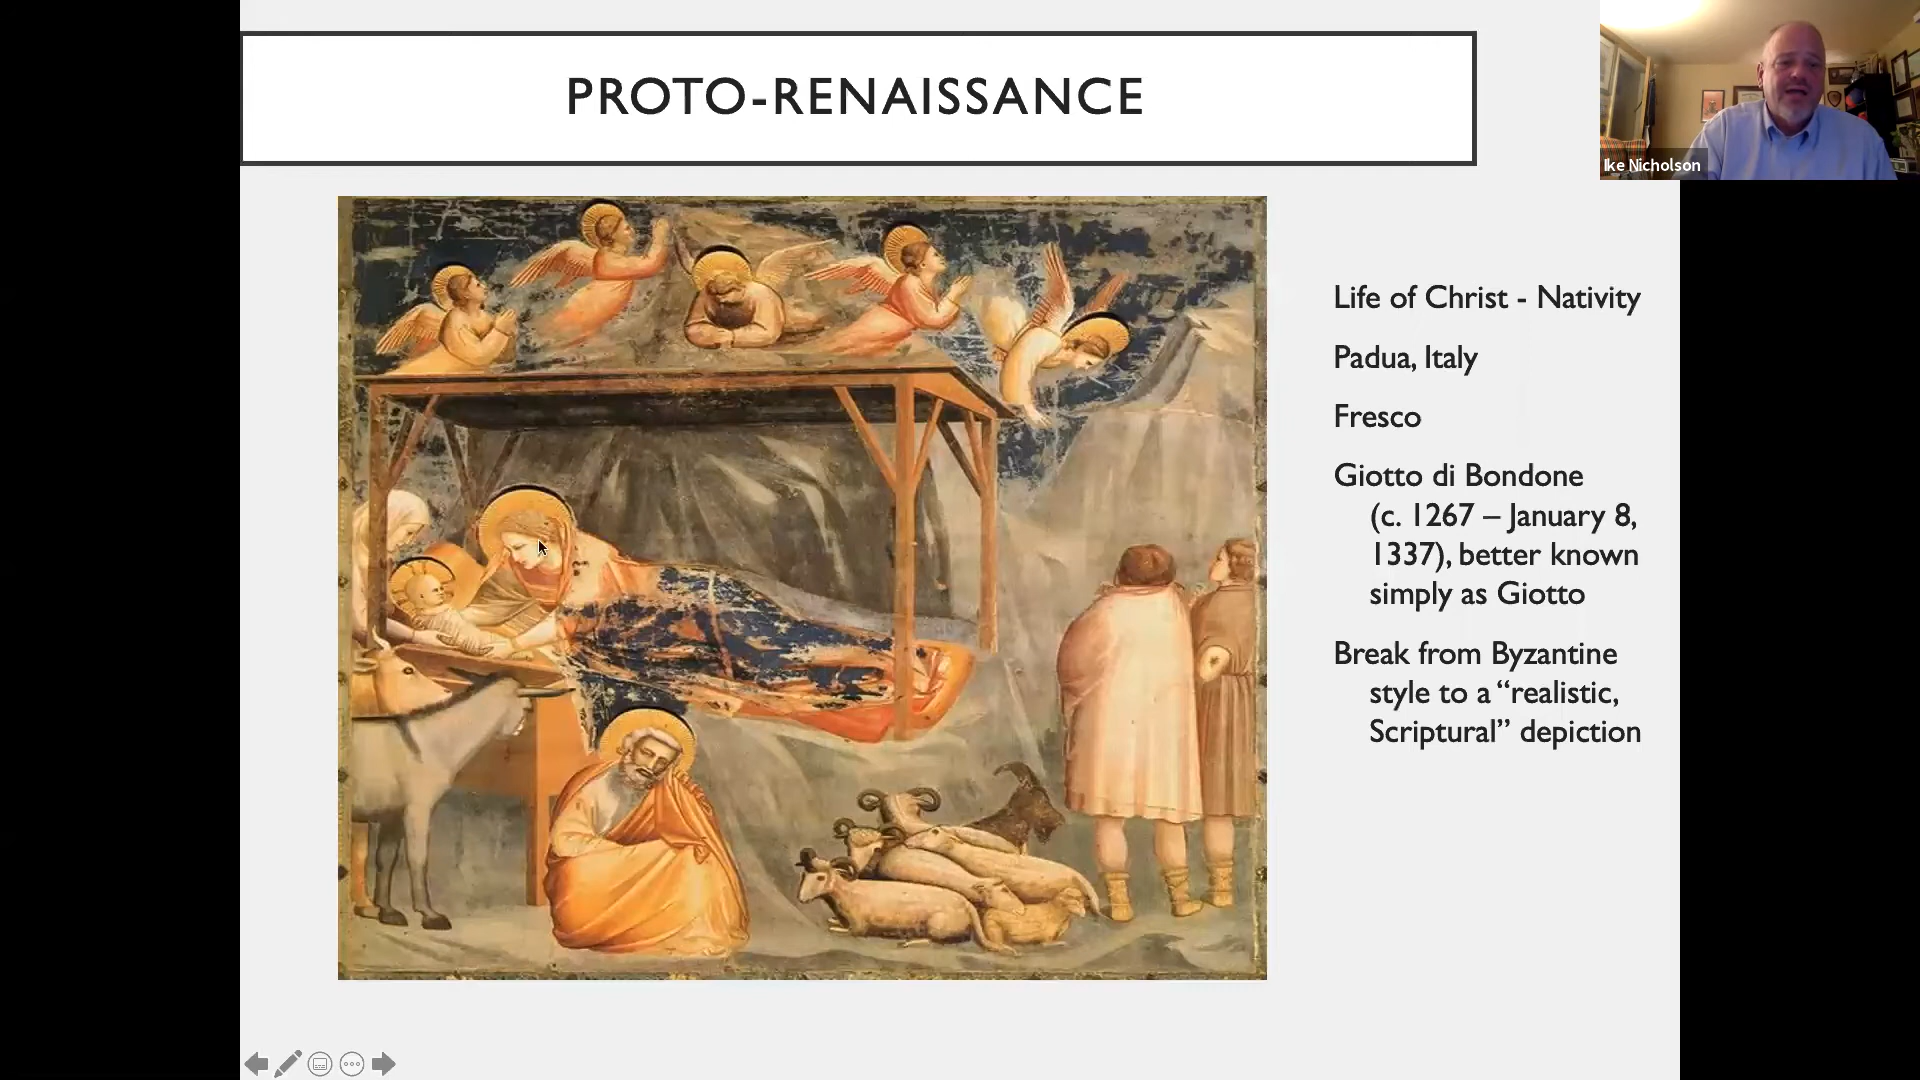 PROTO-RENAISSANCE
Ike Nicholson
Life of Christ - Nativity
Padua, Italy
Fresco
Giotto di Bondone
(c. 1267 – January 8,
1337), better known
simply as Giotto
Break from Byzantine
style to a “realistic,
Scriptural” depiction